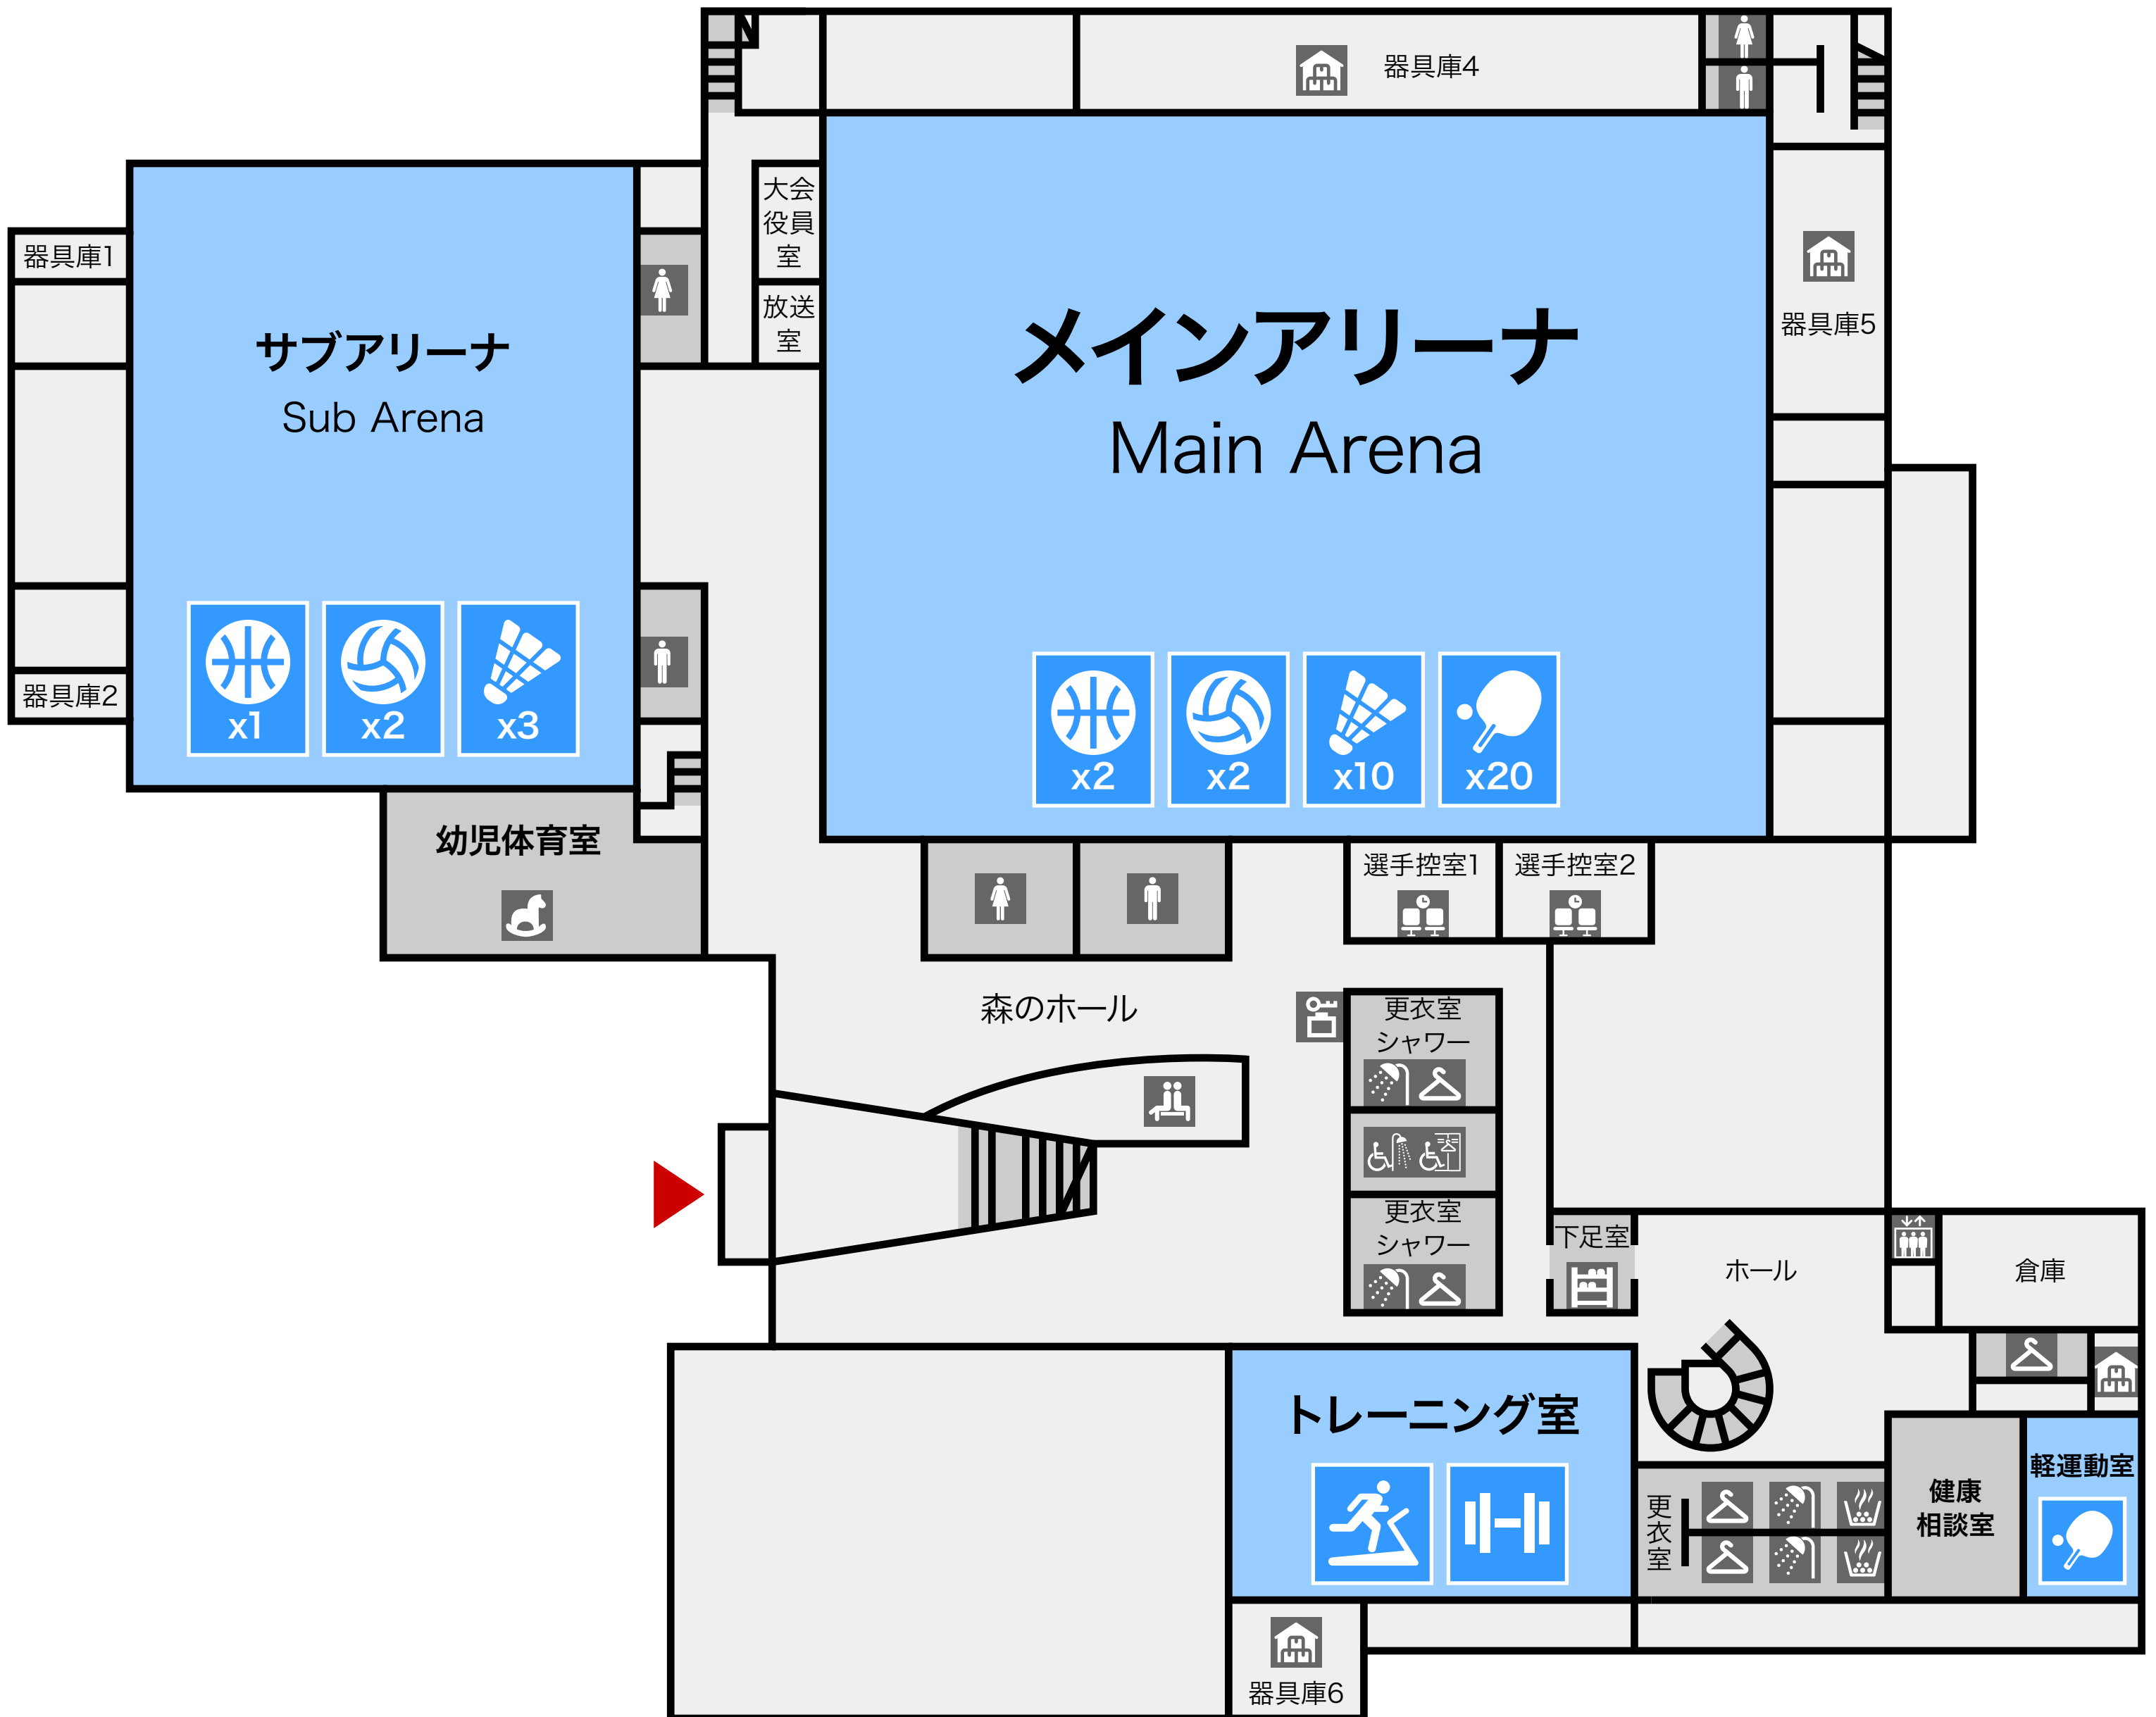 器具庫4
大会
役員
室
放送
室
器具庫1
サブアリーナ
Sub Arena
メインアリーナ
Main Arena
器具庫5
x1
x2
x3
器具庫2
x2
x2
x10
x20
幼児体育室
選手控室1
選手控室2
森のホール
更衣室
シャワー
更衣室
シャワー
下足室
ホール
倉庫
トレーニング室
更衣室
健康
相談室
軽運動室
器具庫6